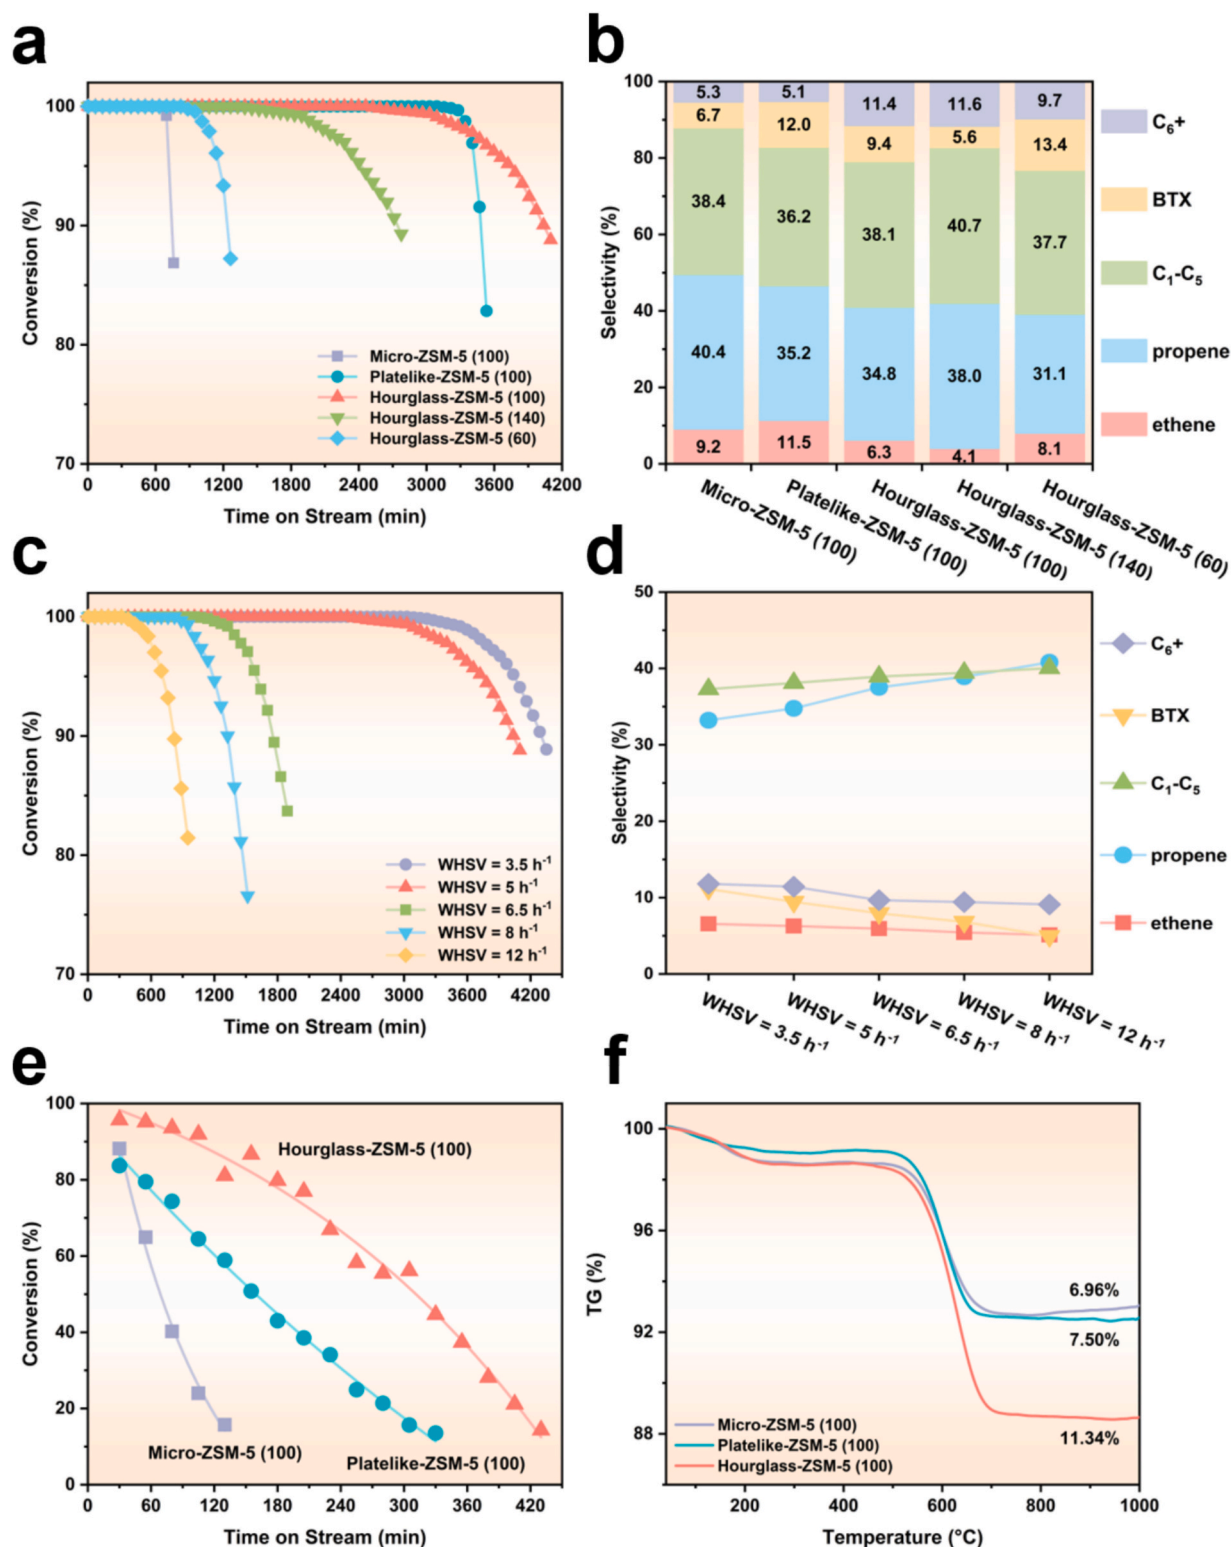 a
100
90
80
70
Conversion (%)
Micro-ZSM-5 (100)
Platelike-ZSM-5 (100)
Hourglass-ZSM-5 (100)
Hourglass-ZSM-5 (140)
Hourglass-ZSM-5 (60)
0 600 1200 1800 2400 3000 3600 4200
Time on Stream (min)
b
100
80
60
40
20
0
Selectivity (%)
5.3 5.1 11.4 11.6 9.7
6.7 12.0 9.4 5.6 13.4
38.4 36.2 38.1 40.7 37.7
40.4 35.2 34.8 38.0 31.1
9.2 11.5 6.3 4.1 8.1
Micro-ZSM-5 (100)
Platelike-ZSM-5 (100)
Hourglass-ZSM-5 (100)
Hourglass-ZSM-5 (140)
Hourglass-ZSM-5 (60)
C₆+
BTX
C₁-C₅
propene
ethene
c
100
90
80
70
Conversion (%)
WHSV = 3.5 h⁻¹
WHSV = 5 h⁻¹
WHSV = 6.5 h⁻¹
WHSV = 8 h⁻¹
WHSV = 12 h⁻¹
0 600 1200 1800 2400 3000 3600 4200
Time on Stream (min)
d
50
40
30
20
10
0
Selectivity (%)
WHSV = 3.5 h⁻¹
WHSV = 5 h⁻¹
WHSV = 6.5 h⁻¹
WHSV = 8 h⁻¹
WHSV = 12 h⁻¹
C₆+
BTX
C₁-C₅
propene
ethene
e
100
80
60
40
20
0
Conversion (%)
Hourglass-ZSM-5 (100)
Micro-ZSM-5 (100)
Platelike-ZSM-5 (100)
0 60 120 180 240 300 360 420
Time on Stream (min)
f
100
96
92
88
TG (%)
6.96%
7.50%
11.34%
Micro-ZSM-5 (100)
Platelike-ZSM-5 (100)
Hourglass-ZSM-5 (100)
200 400 600 800 1000
Temperature (°C)